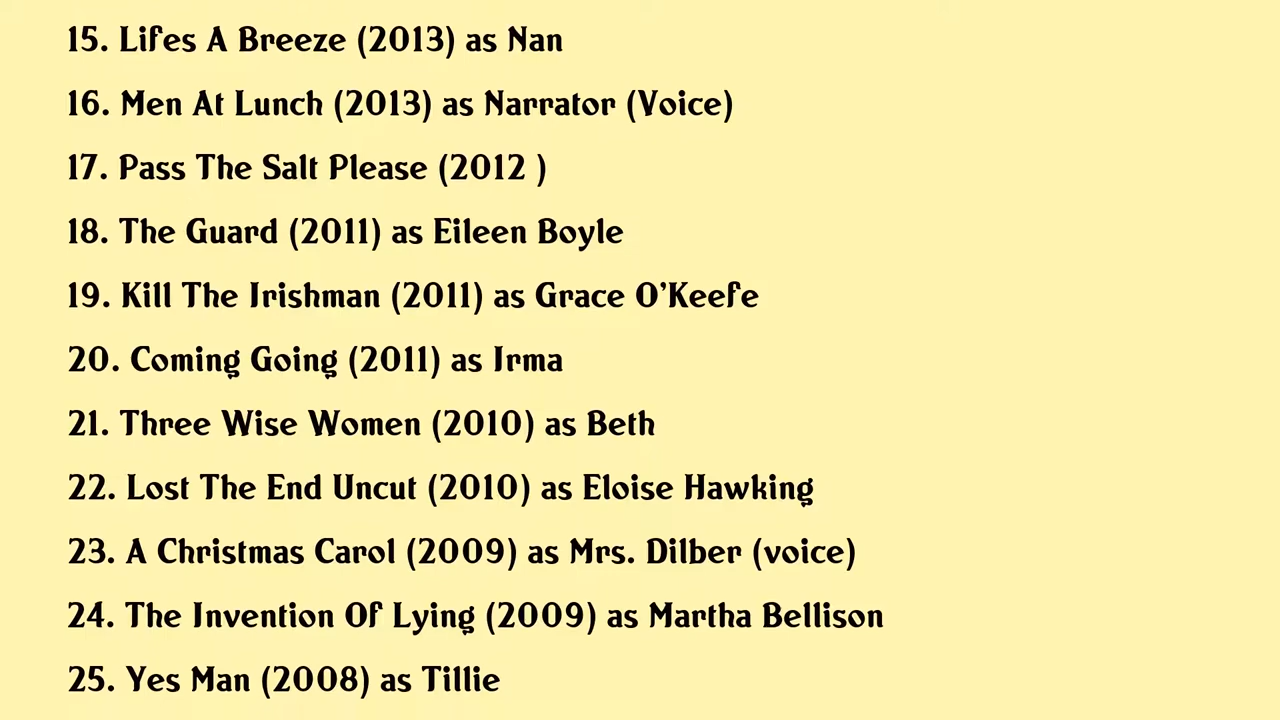 15. Lifes A Breeze (2013) as Nan
16. Men At Lunch (2013) as Narrator (Voice)
17. Pass The Salt Please (2012 )
18. The Guard (2011) as Eileen Boyle
19. Kill The Irishman (2011) as Grace O'Keefe
20. Coming Going (2011) as Irma
21. Three Wise Women (2010) as Beth
22. Lost The End Uncut (2010) as Eloise Hawking
23. A Christmas Carol (2009) as Mrs. Dilber (voice)
24. The Invention Of Lying (2009) as Martha Bellison
25. Yes Man (2008) as Tillie